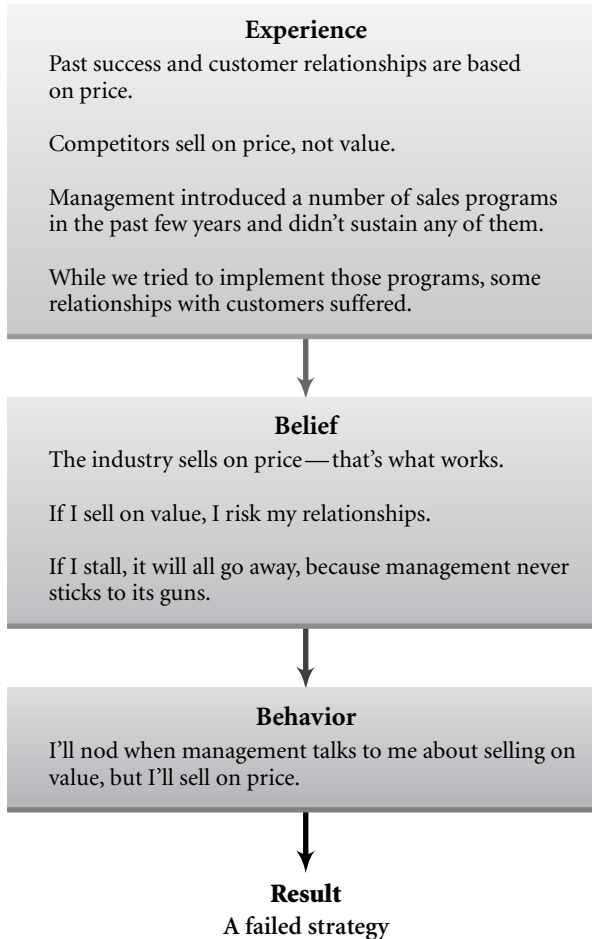 Experience
Past success and customer relationships are based
on price.
Competitors sell on price, not value.
Management introduced a number of sales programs
in the past few years and didn’t sustain any of them.
While we tried to implement those programs, some
relationships with customers suffered.
Belief
The industry sells on price—that’s what works.
If I sell on value, I risk my relationships.
If I stall, it will all go away, because management never
sticks to its guns.
Behavior
I’ll nod when management talks to me about selling on
value, but I’ll sell on price.
Result
A failed strategy